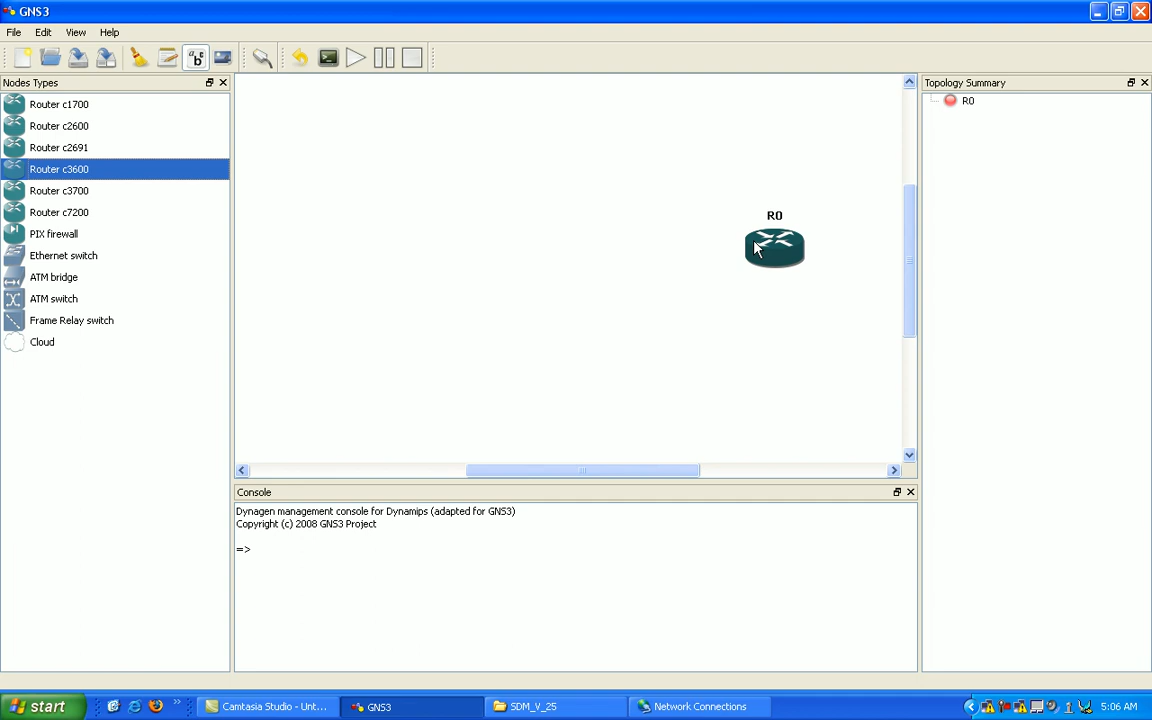 GNS3
File Edit View Help
Nodes Types
Router c1700
Router c2600
Router c2691
Router c3600
Router c3700
Router c7200
PIX firewall
Ethernet switch
ATM bridge
ATM switch
Frame Relay switch
Cloud
R0
Topology Summary
R0
Console
Dynagen management console for Dynamips (adapted for GNS3)
Copyright (c) 2008 GNS3 Project
=>
start
Camtasia Studio - Unt...
GNS3
SDM_V_25
Network Connections
5:06 AM